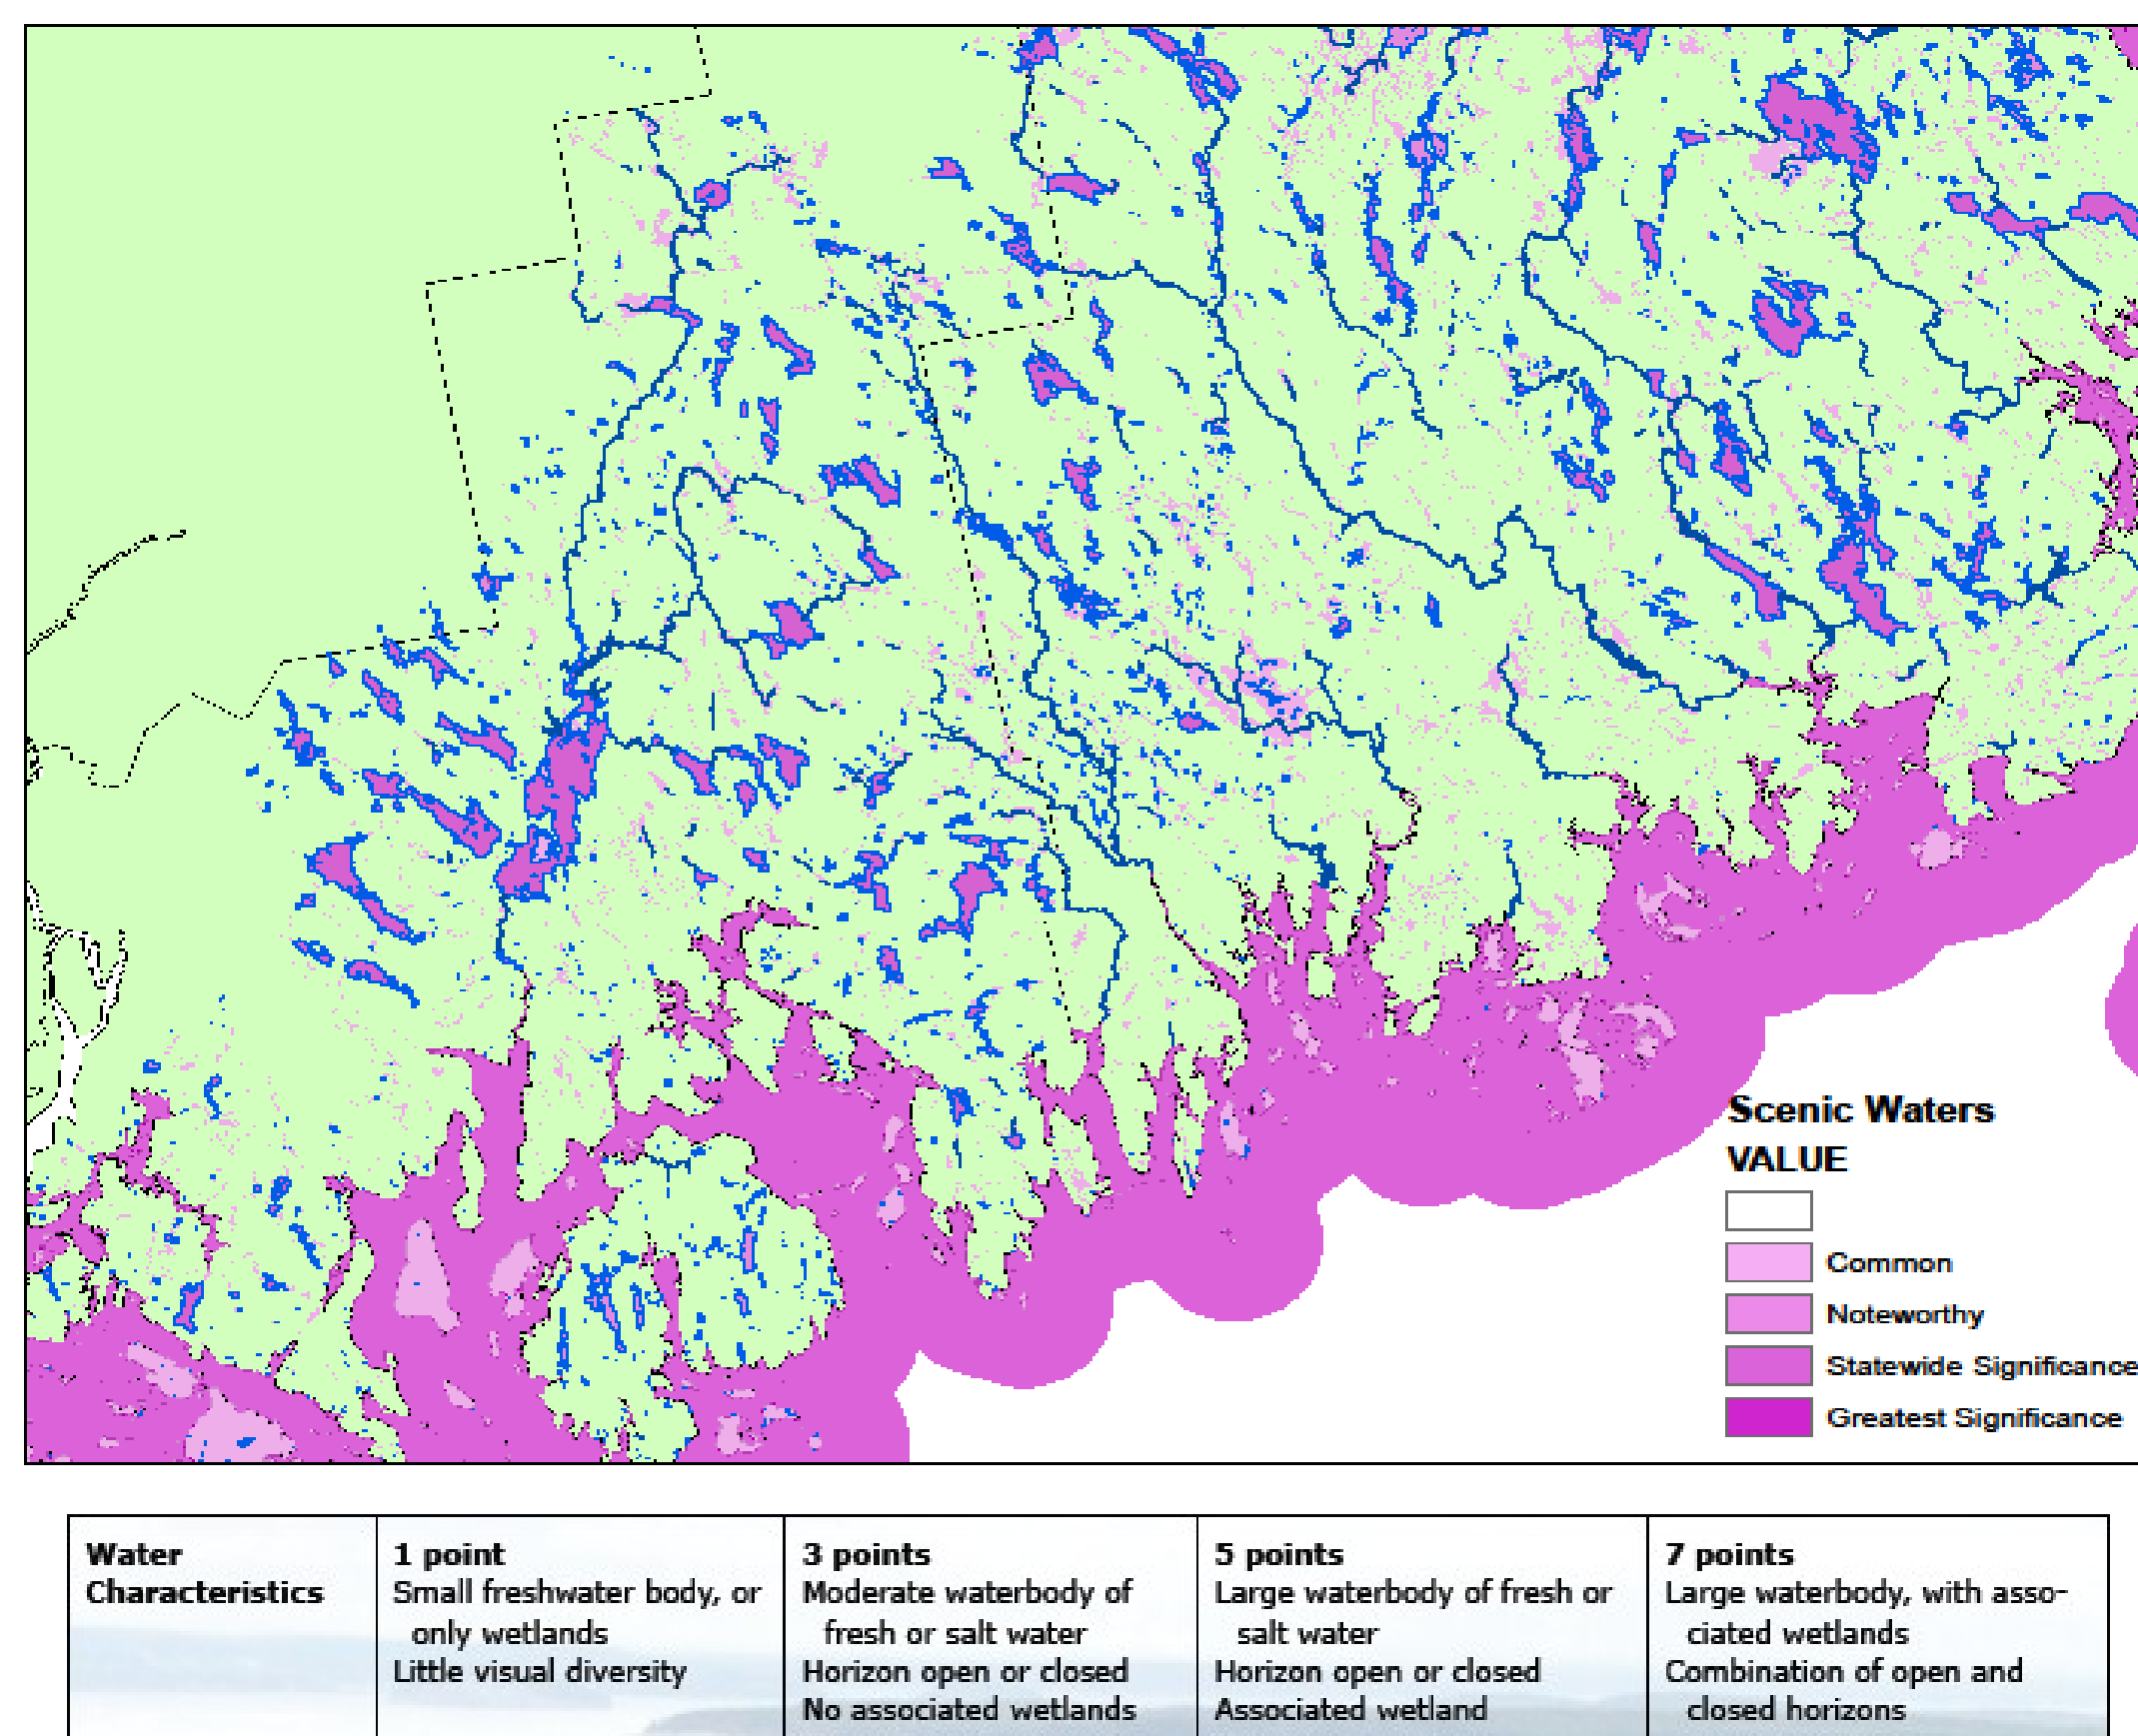 Scenic Waters
VALUE
Common
Noteworthy
Statewide Significance
Greatest Significance
Water
Characteristics
1 point
Small freshwater body, or
only wetlands
Little visual diversity
3 points
Moderate waterbody of
fresh or salt water
Horizon open or closed
No associated wetlands
5 points
Large waterbody of fresh or
salt water
Horizon open or closed
Associated wetland
7 points
Large waterbody, with asso-
ciated wetlands
Combination of open and
closed horizons